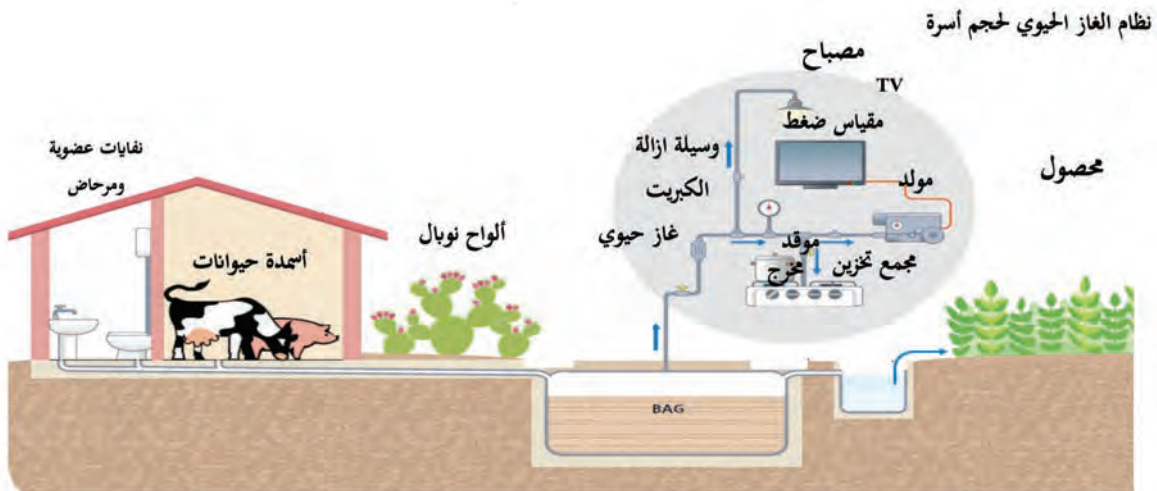 نظام الغاز الحيوي لحجم أسرة
مصباح
TV
مقياس ضغط
وسيلة ازالة
الكبريت
مولد
محصول
نفايات عضوية
ومرحاض
ألواح نوبال
غاز حيوي
موقد
أسمدة حيوانات
مجمع تخزين
مخرج
BAG